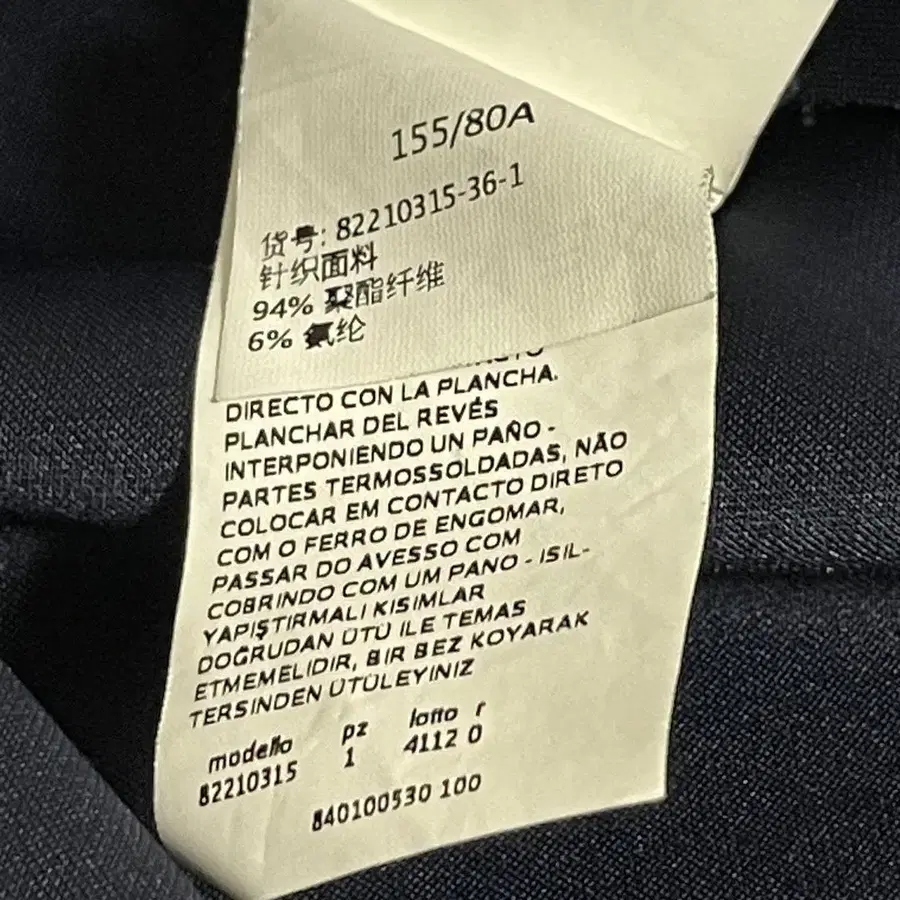 155/80A
货号: 82210315-36-1
针织面料
94% 聚酯纤维
6% 氨纶
DIRECTO CON LA PLANCHA.
PLANCHAR DEL REVÉS
INTERPONIENDO UN PAÑO -
PARTES TERMOSSOLDADAS, NÃO
COLOCAR EM CONTACTO DIRETO
COM O FERRO DE ENGOMAR,
PASSAR DO AVESSO COM
COBRINDO COM UM PANO - ISIL-
YAPIŞTIRMALI KISIMLAR
DOĞRUDAN ÜTÜ ILE TEMAS
ETMEMELIDIR, BIR BEZ KOYARAK
TERSINDEN ÜTÜLEYINIZ
modello pz lotto r
82210315 1 4112 0
840100530 100